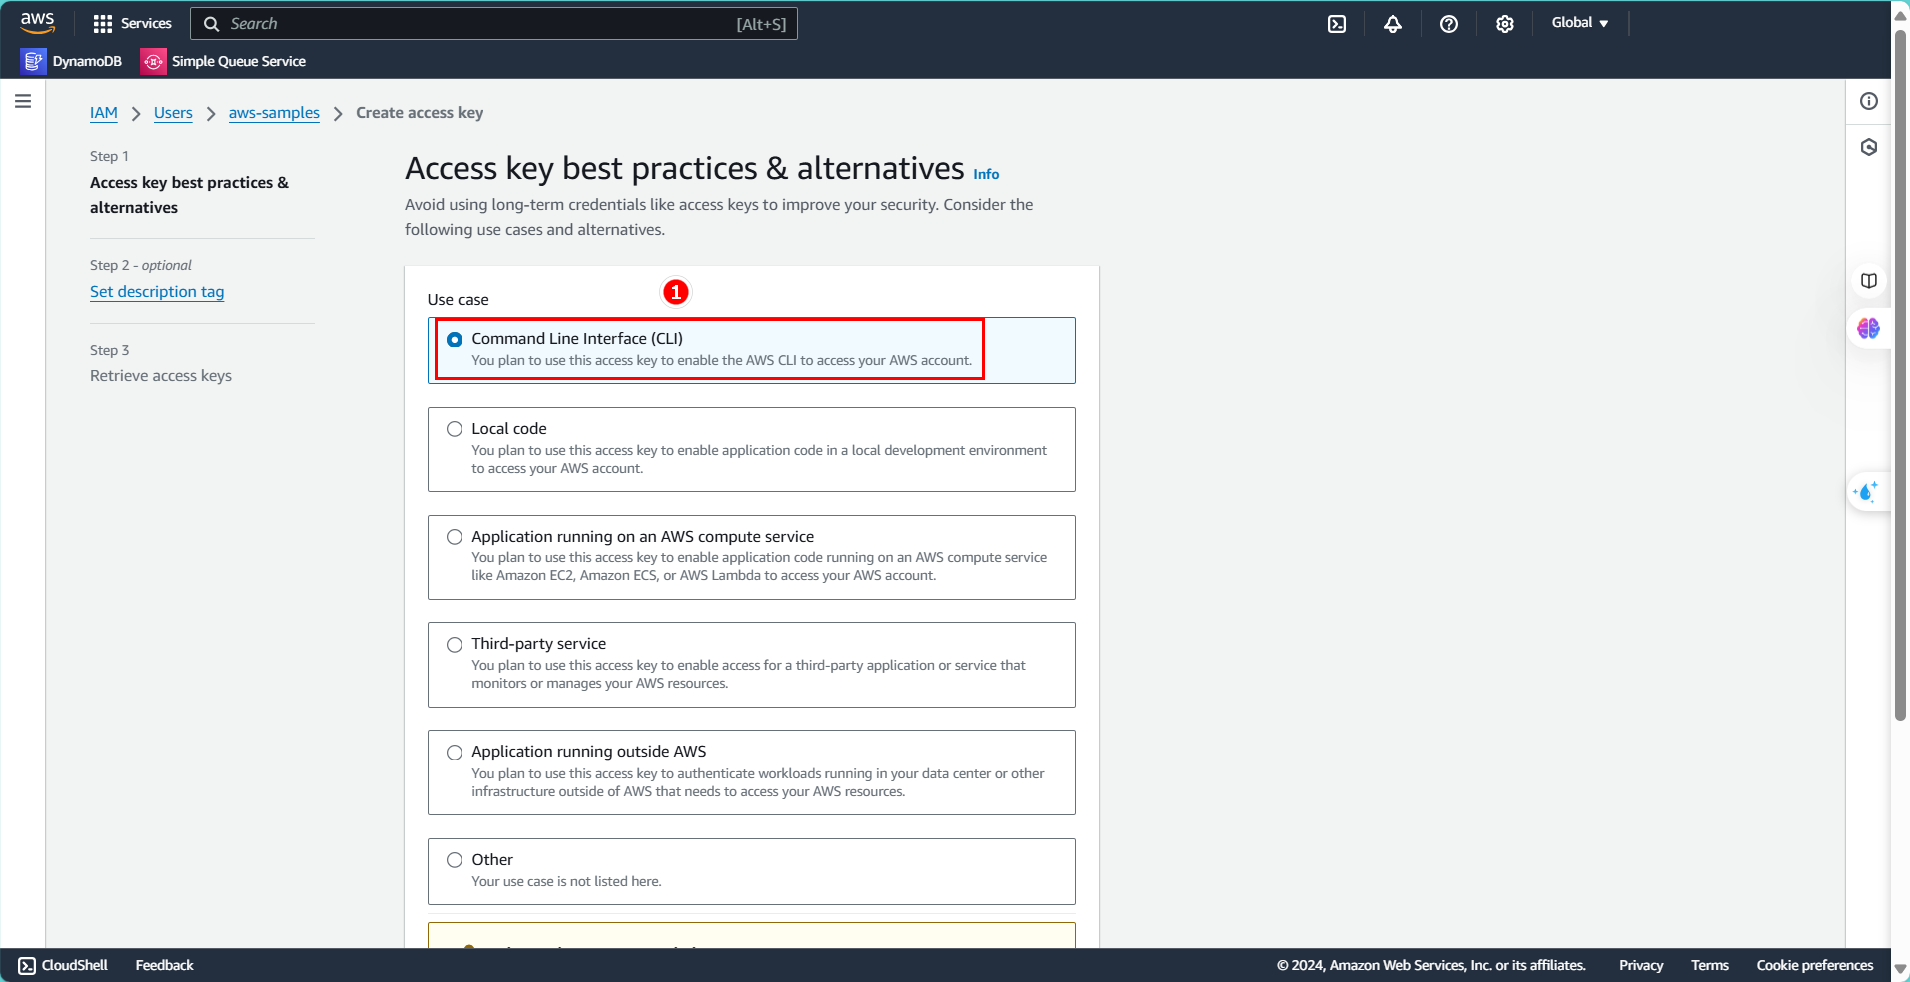 aws
Services
Search
[Alt+S]
Global
DynamoDB
Simple Queue Service
IAM
Users
aws-samples
Create access key
Step 1
Access key best practices &
alternatives
Step 2 - optional
Set description tag
Step 3
Retrieve access keys
Access key best practices & alternatives Info
Avoid using long-term credentials like access keys to improve your security. Consider the
following use cases and alternatives.
Use case
1
Command Line Interface (CLI)
You plan to use this access key to enable the AWS CLI to access your AWS account.
Local code
You plan to use this access key to enable application code in a local development environment
to access your AWS account.
Application running on an AWS compute service
You plan to use this access key to enable application code running on an AWS compute service
like Amazon EC2, Amazon ECS, or AWS Lambda to access your AWS account.
Third-party service
You plan to use this access key to enable access for a third-party application or service that
monitors or manages your AWS resources.
Application running outside AWS
You plan to use this access key to authenticate workloads running in your data center or other
infrastructure outside of AWS that needs to access your AWS resources.
Other
Your use case is not listed here.
CloudShell
Feedback
© 2024, Amazon Web Services, Inc. or its affiliates.
Privacy
Terms
Cookie preferences